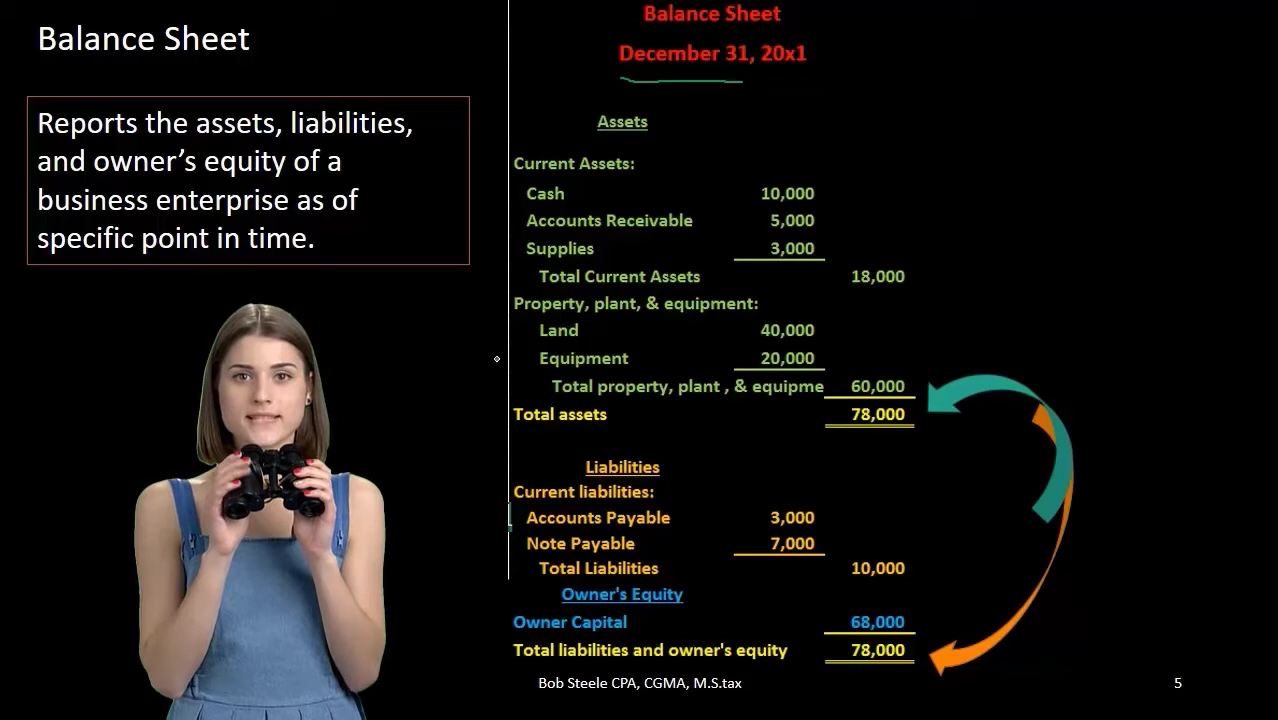 Balance Sheet
Reports the assets, liabilities,
and owner’s equity of a
business enterprise as of
specific point in time.
Balance Sheet
December 31, 20x1
Assets
Current Assets:
Cash 10,000
Accounts Receivable 5,000
Supplies 3,000
Total Current Assets 18,000
Property, plant, & equipment:
Land 40,000
Equipment 20,000
Total property, plant , & equipme 60,000
Total assets 78,000
Liabilities
Current liabilities:
Accounts Payable 3,000
Note Payable 7,000
Total Liabilities 10,000
Owner's Equity
Owner Capital 68,000
Total liabilities and owner's equity 78,000
Bob Steele CPA, CGMA, M.S.tax 5